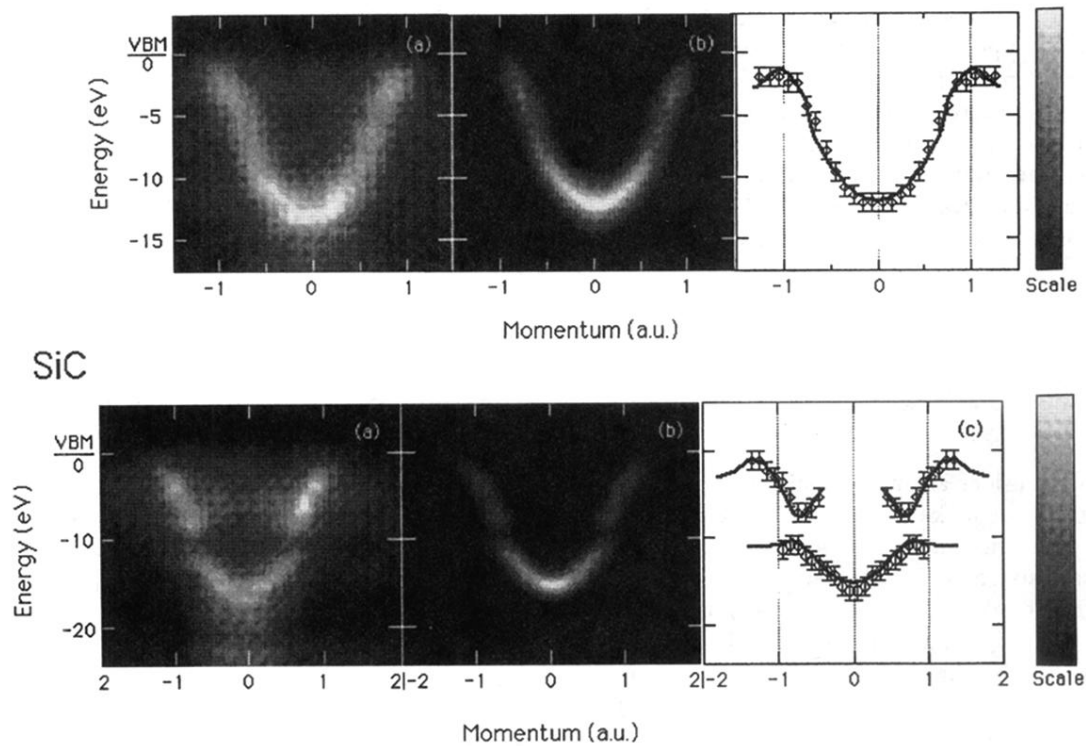 VBM
0
-5
-10
-15
Energy (eV)
(a)
(b)
-1 0 1
-1 0 1
-1 0 1
Scale
Momentum (a.u.)
SiC
VBM
0
-10
-20
Energy (eV)
(a)
(b)
(c)
2 -1 0 1 2|-2 -1 0 1 2|-2 -1 0 1 2
Scale
Momentum (a.u.)